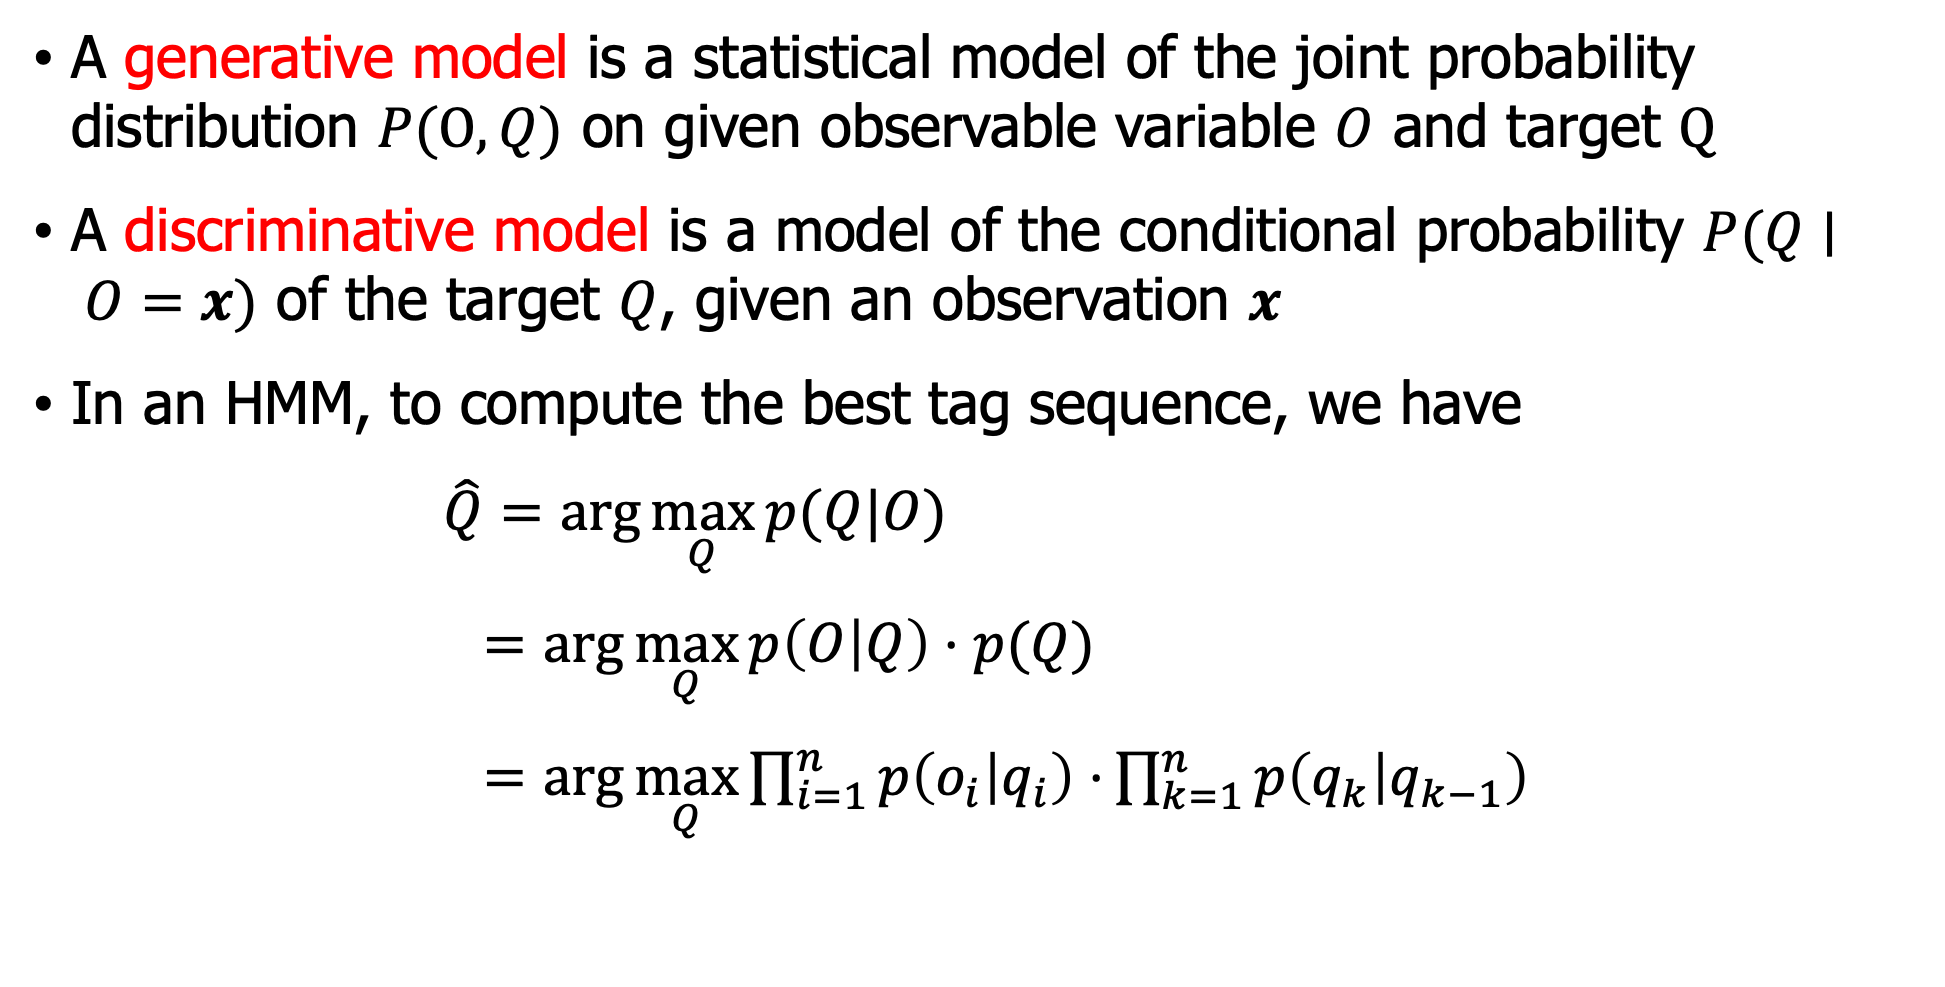 • A generative model is a statistical model of the joint probability
distribution P(O, Q) on given observable variable O and target Q
• A discriminative model is a model of the conditional probability P(Q |
O = x) of the target Q, given an observation x
• In an HMM, to compute the best tag sequence, we have
Q̂ = arg max_Q p(Q|O)
= arg max_Q p(O|Q) · p(Q)
= arg max_Q ∏_{i=1}^{n} p(o_i|q_i) · ∏_{k=1}^{n} p(q_k|q_{k−1})